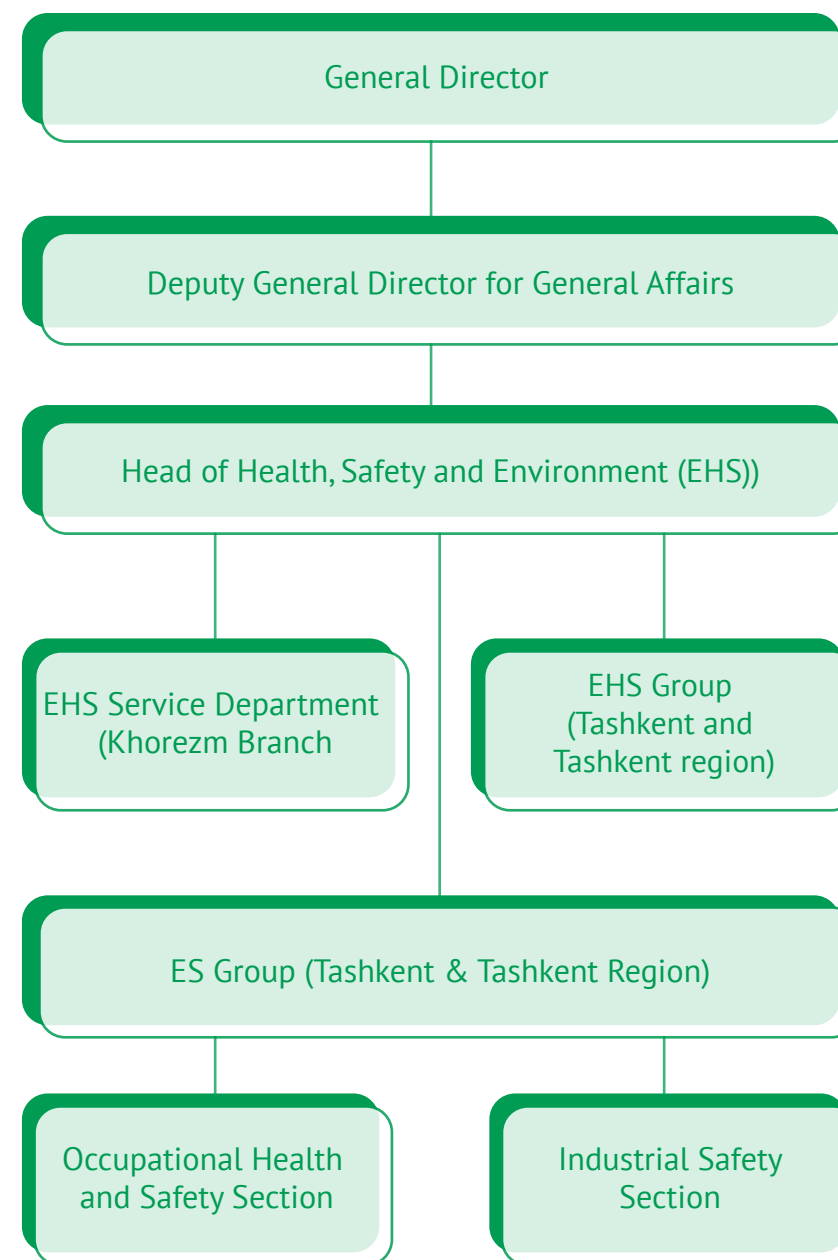 General Director
Deputy General Director for General Affairs
Head of Health, Safety and Environment (EHS))
EHS Service Department
(Khorezm Branch
EHS Group
(Tashkent and
Tashkent region)
ES Group (Tashkent & Tashkent Region)
Occupational Health
and Safety Section
Industrial Safety
Section